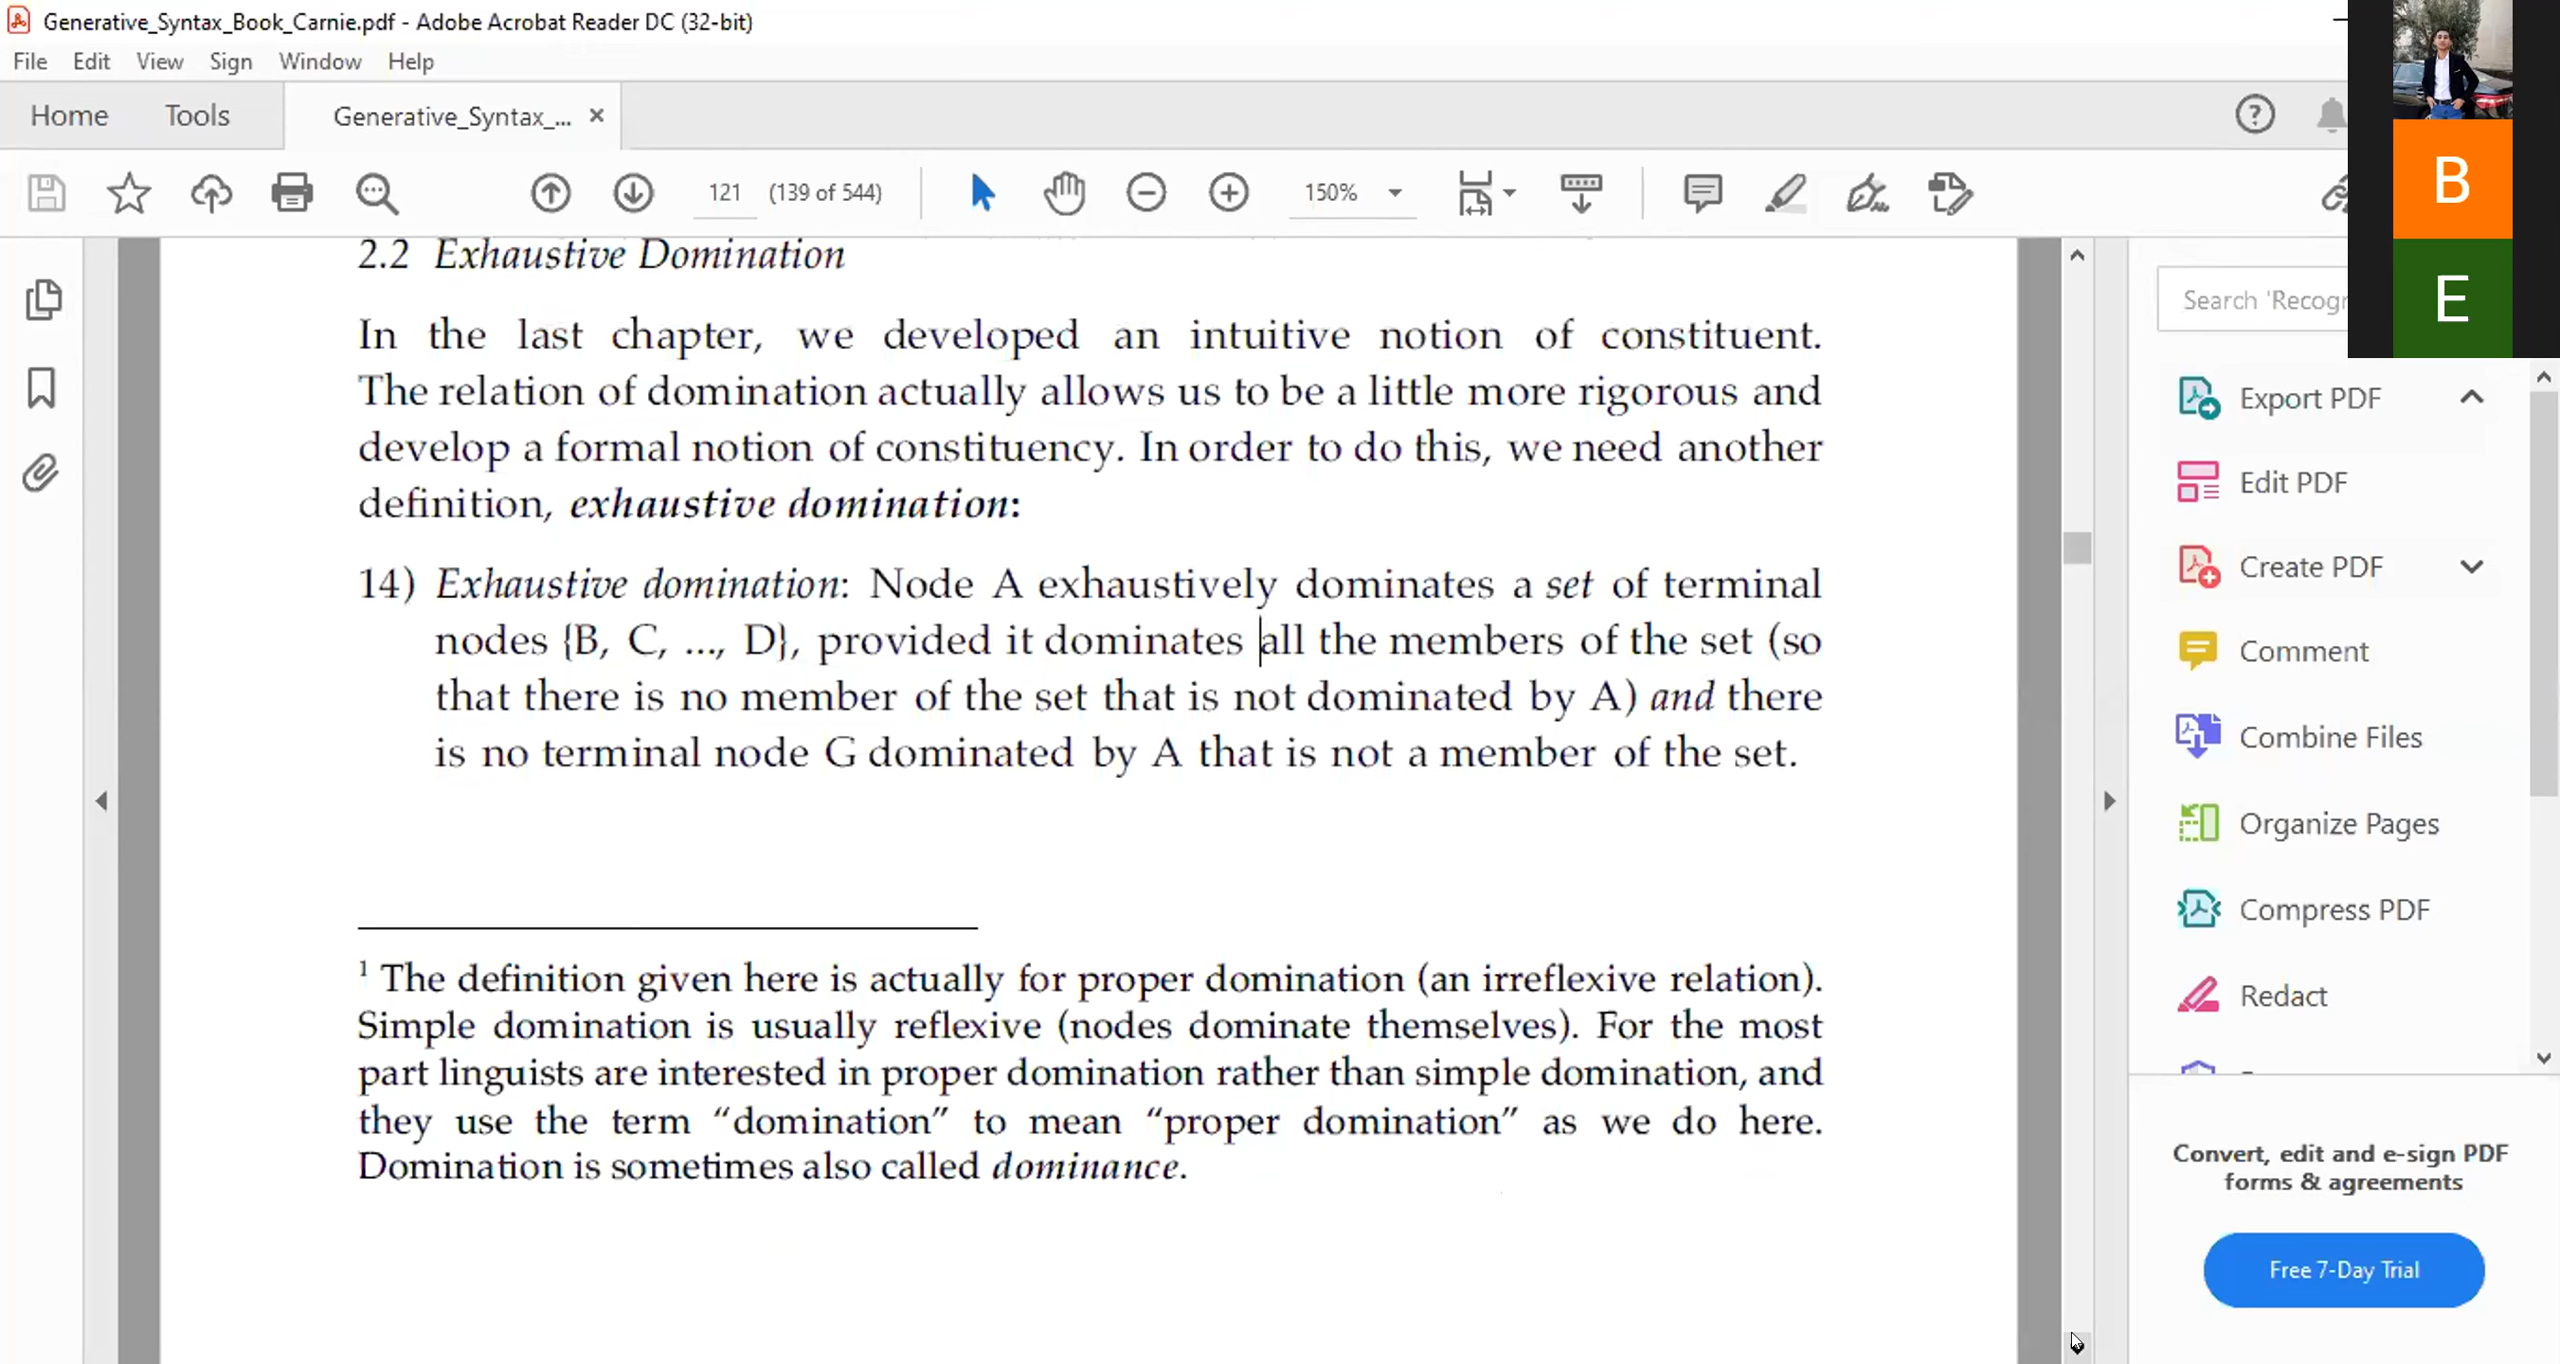 Generative_Syntax_Book_Carnie.pdf - Adobe Acrobat Reader DC (32-bit)
File Edit View Sign Window Help
Home Tools Generative_Syntax_... ×
121 (139 of 544) 150%
2.2 Exhaustive Domination
In the last chapter, we developed an intuitive notion of constituent.
The relation of domination actually allows us to be a little more rigorous and
develop a formal notion of constituency. In order to do this, we need another
definition, exhaustive domination:
14) Exhaustive domination: Node A exhaustively dominates a set of terminal
nodes {B, C, ..., D}, provided it dominates all the members of the set (so
that there is no member of the set that is not dominated by A) and there
is no terminal node G dominated by A that is not a member of the set.
1 The definition given here is actually for proper domination (an irreflexive relation).
Simple domination is usually reflexive (nodes dominate themselves). For the most
part linguists are interested in proper domination rather than simple domination, and
they use the term “domination” to mean “proper domination” as we do here.
Domination is sometimes also called dominance.
B
E
Search 'Recogn
Export PDF
Edit PDF
Create PDF
Comment
Combine Files
Organize Pages
Compress PDF
Redact
Convert, edit and e-sign PDF
forms & agreements
Free 7-Day Trial